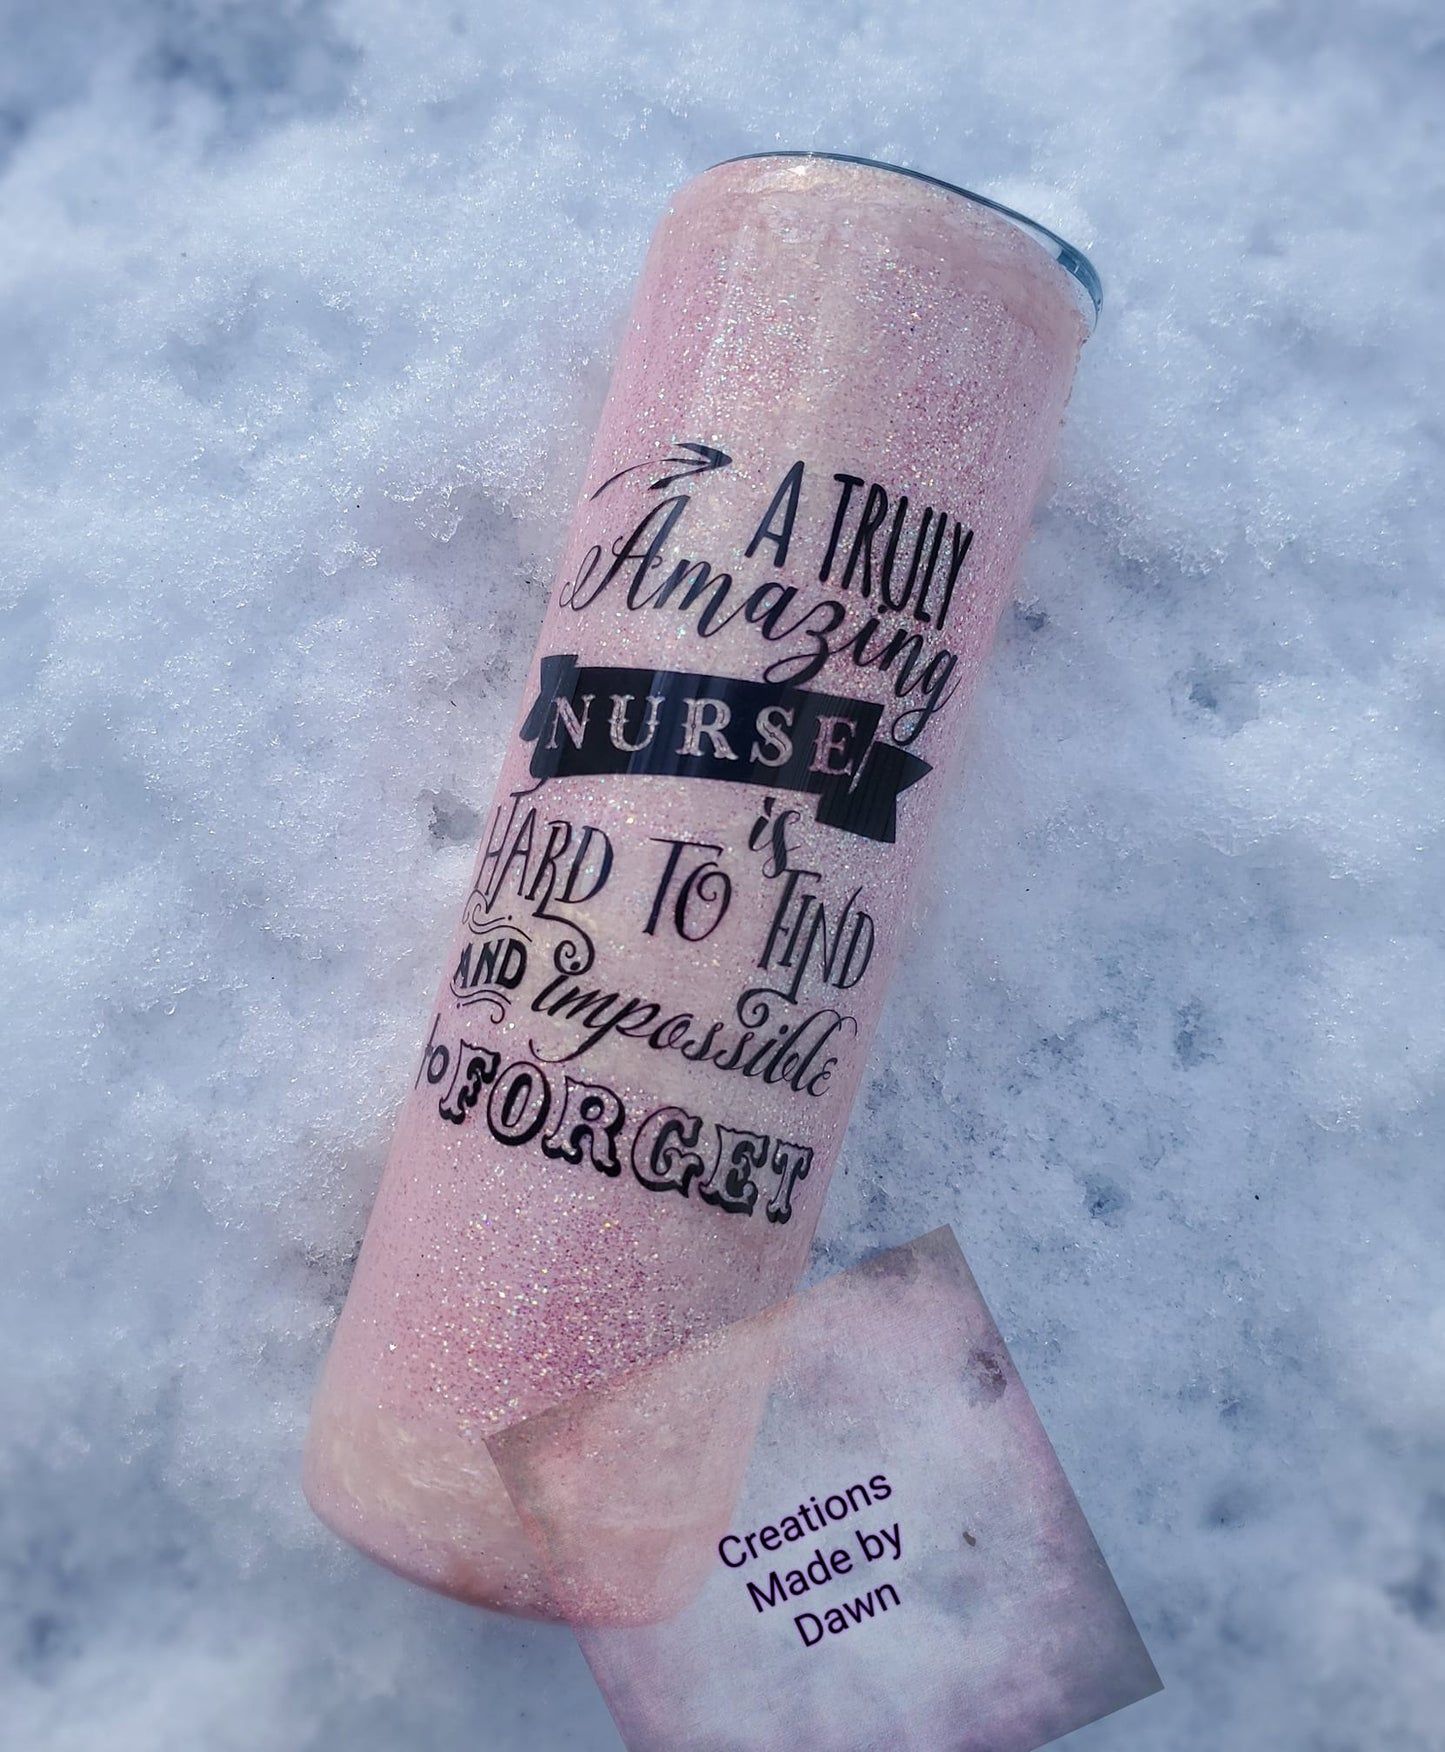 A TRULY
Amazing
NURSE
is
HARD TO FIND
AND impossible
to FORGET
Creations
Made by
Dawn